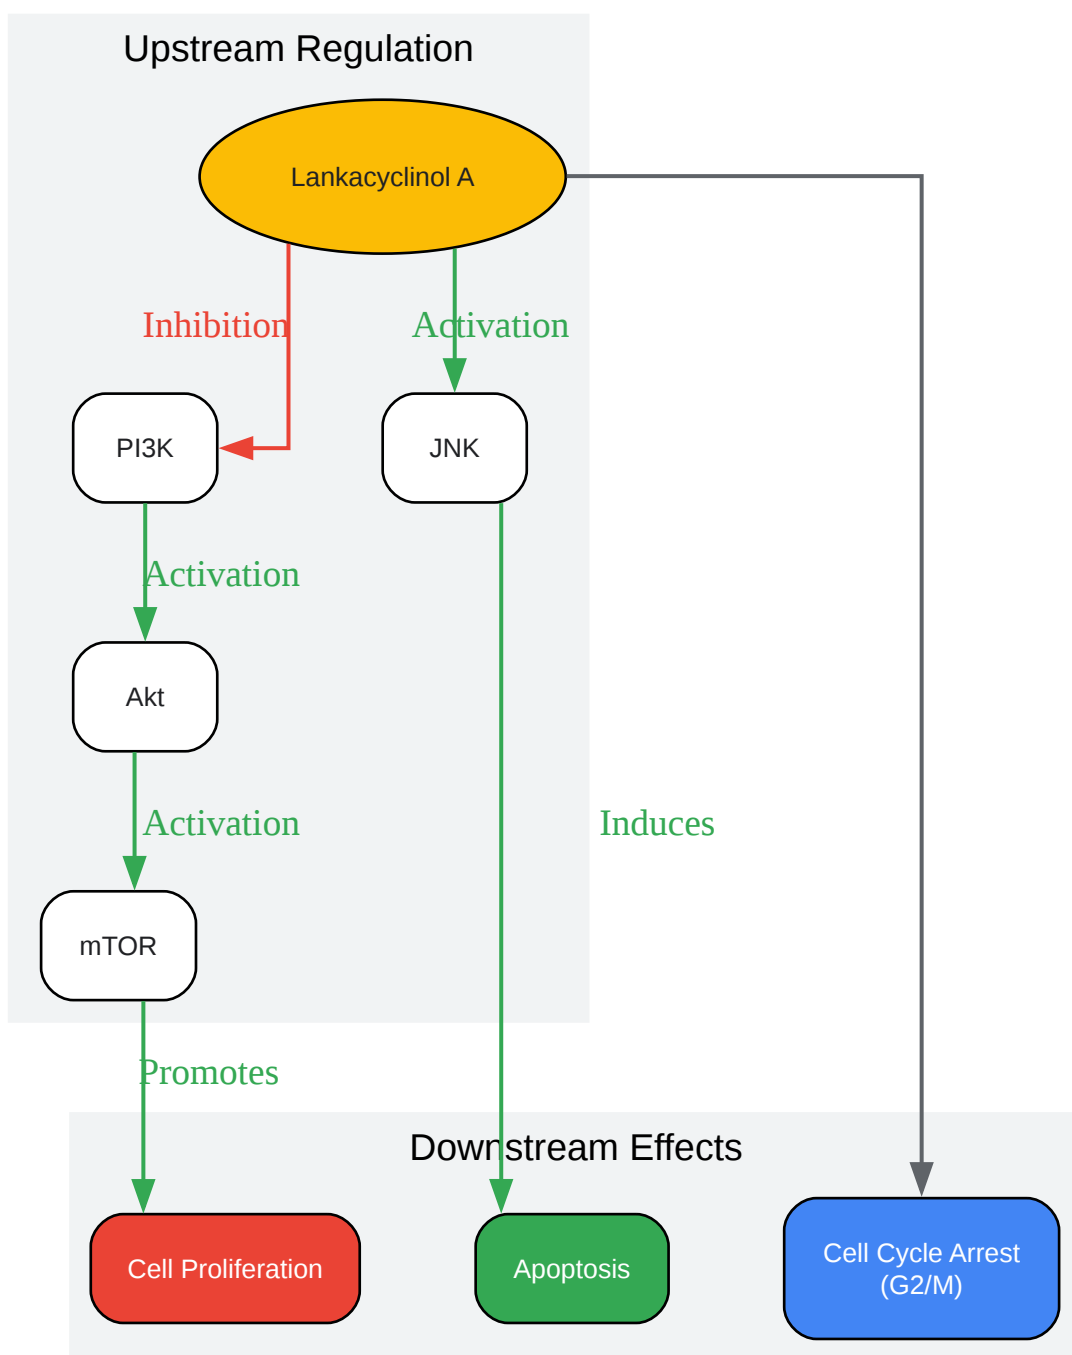 Upstream Regulation
Lankacyclinol A
Inhibition
Activation
PI3K
JNK
Activation
Akt
Activation
Induces
mTOR
Promotes
Downstream Effects
Cell Proliferation
Apoptosis
Cell Cycle Arrest
(G2/M)